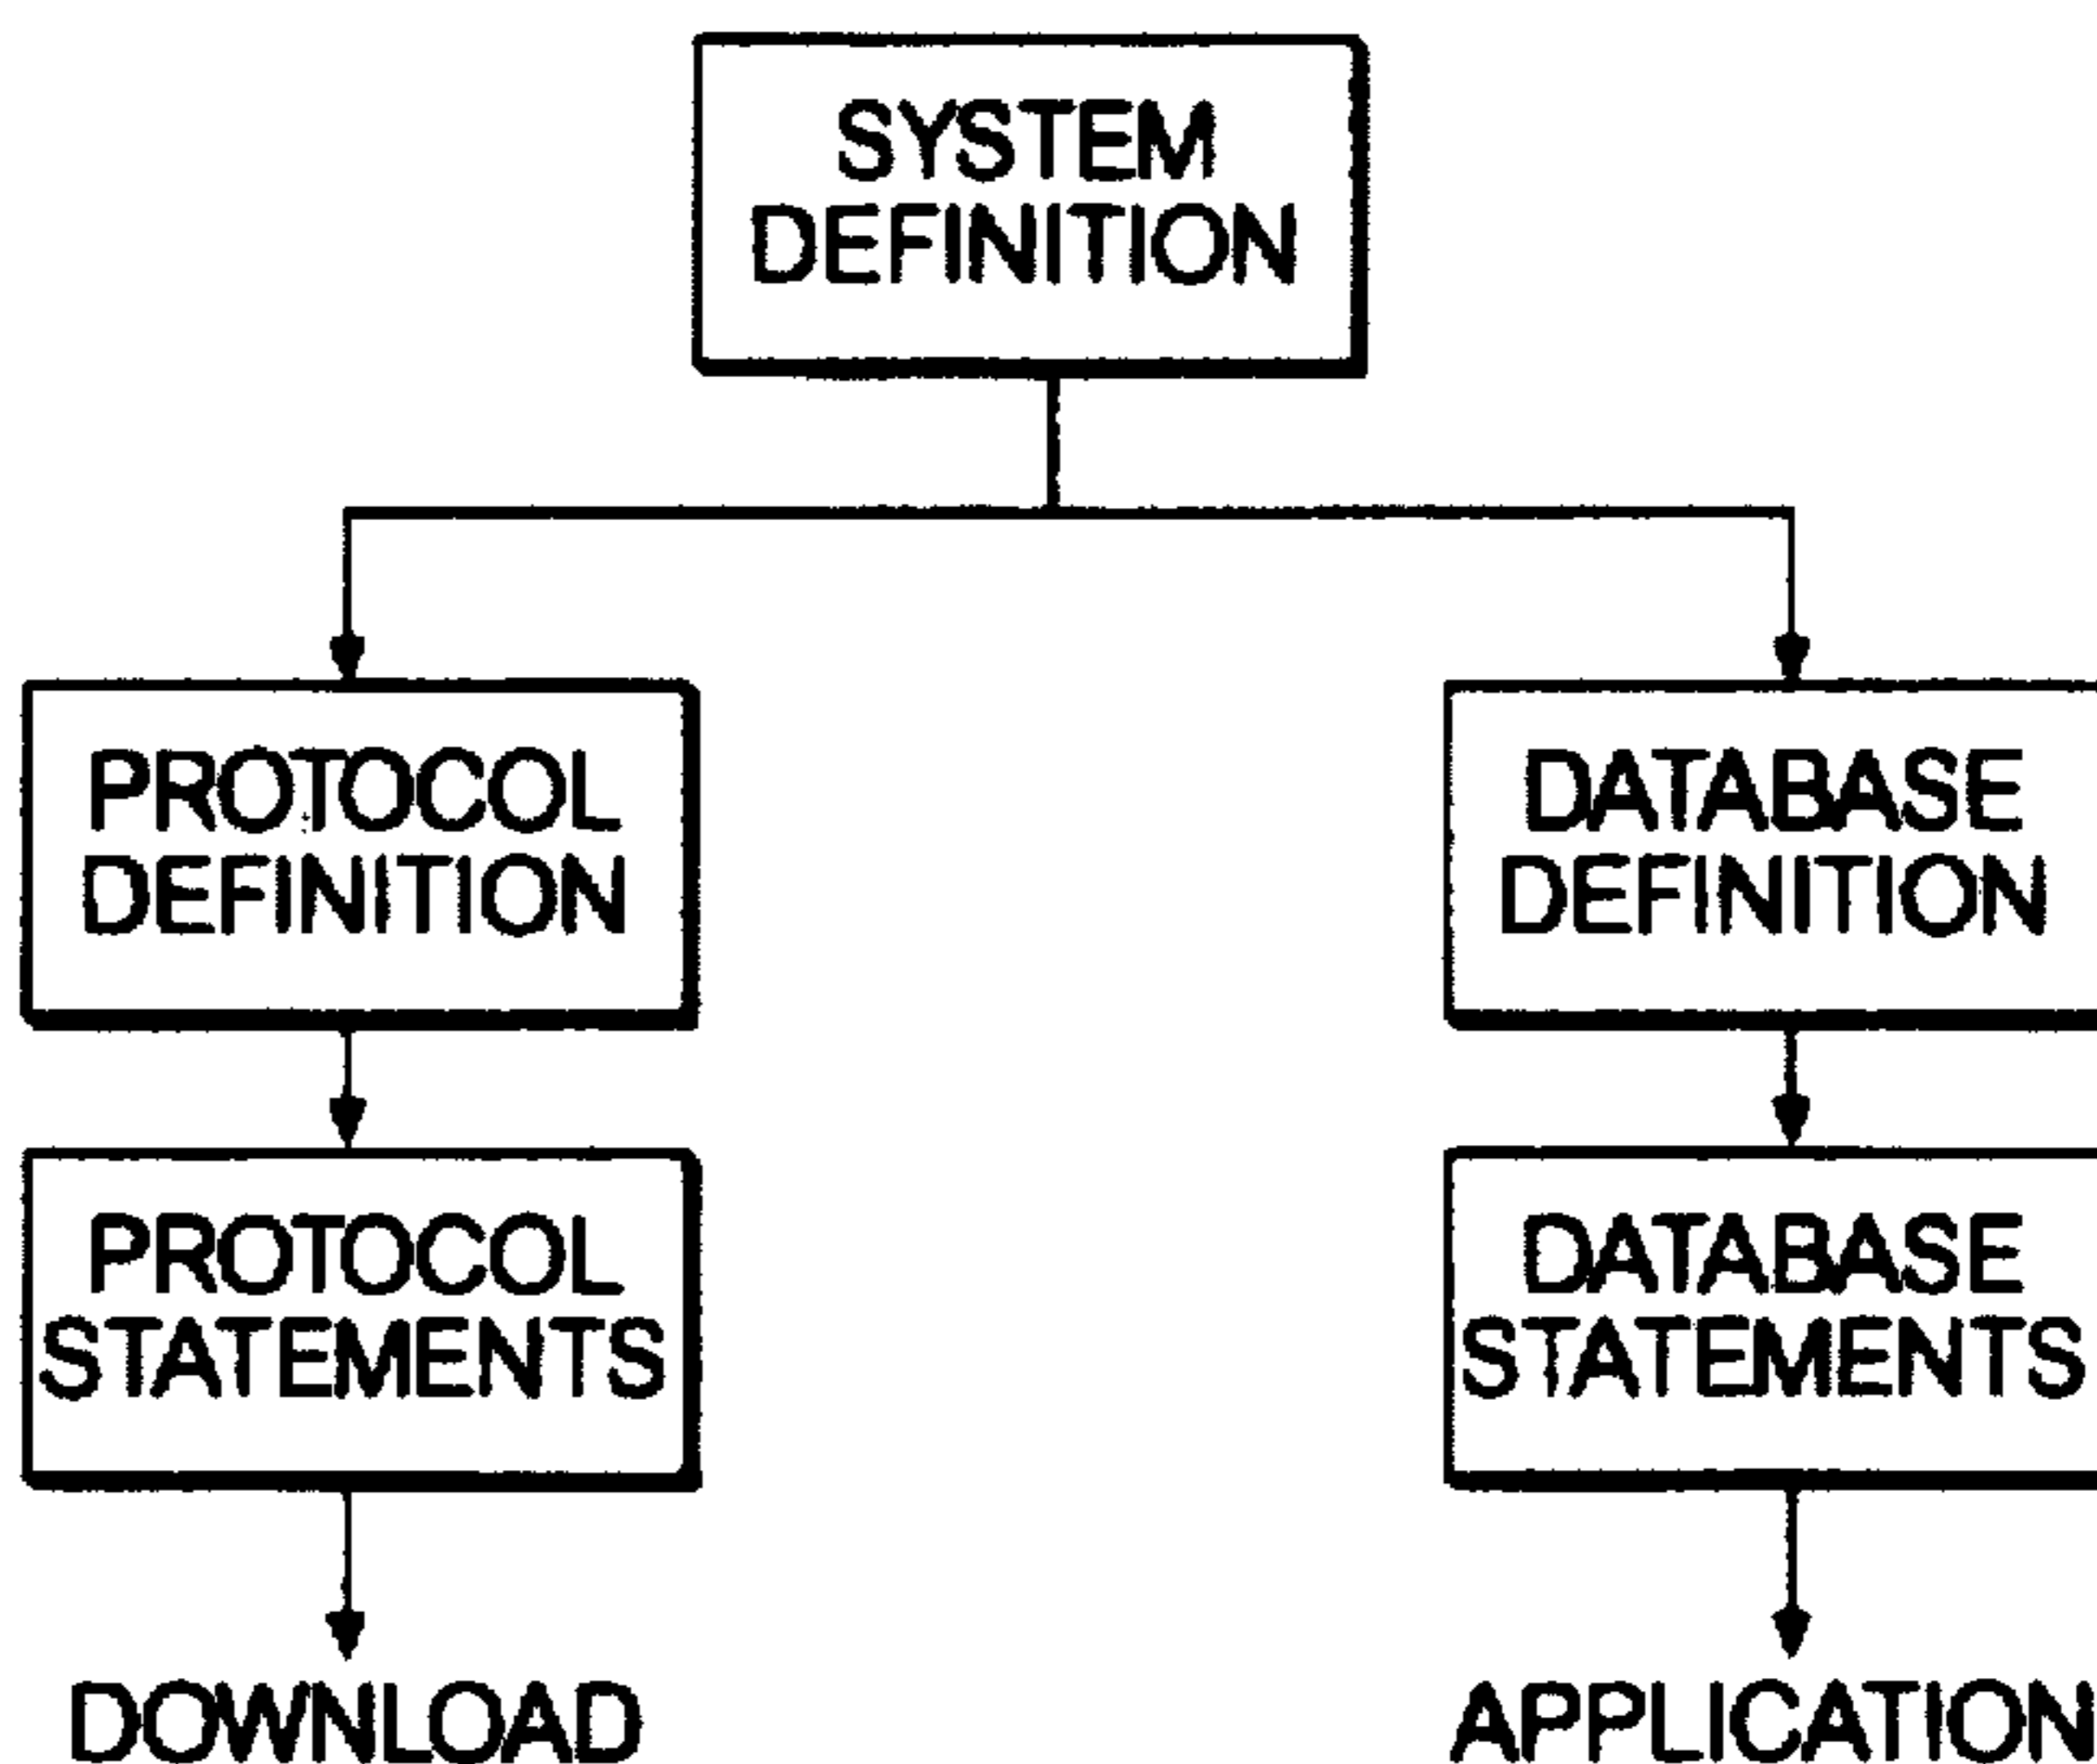 SYSTEM
DEFINITION
PROTOCOL
DEFINITION
DATABASE
DEFINITION
PROTOCOL
STATEMENTS
DATABASE
STATEMENTS
DOWNLOAD
APPLICATION